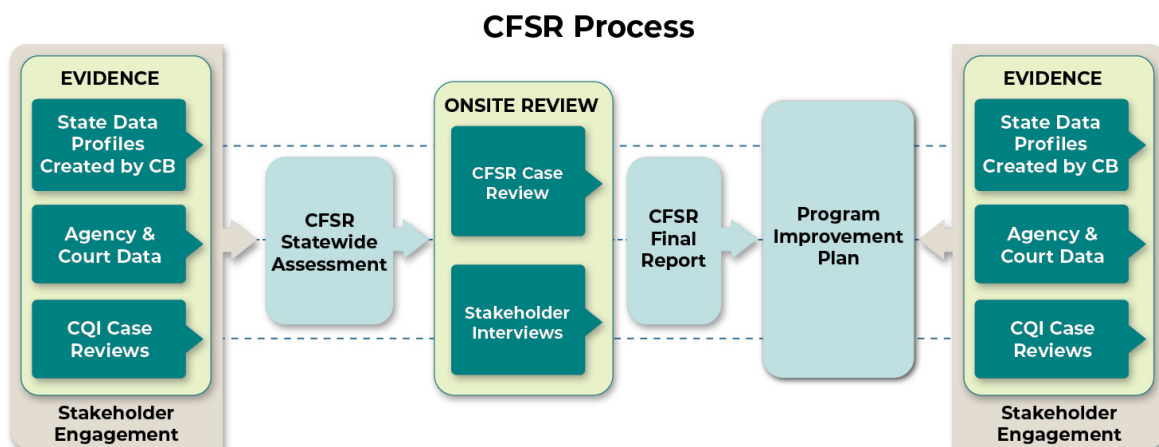 CFSR Process
EVIDENCE
State Data
Profiles
Created by CB
Agency &
Court Data
CQI Case
Reviews
Stakeholder
Engagement
CFSR
Statewide
Assessment
ONSITE REVIEW
CFSR Case
Review
Stakeholder
Interviews
CFSR
Final
Report
Program
Improvement
Plan
EVIDENCE
State Data
Profiles
Created by CB
Agency &
Court Data
CQI Case
Reviews
Stakeholder
Engagement